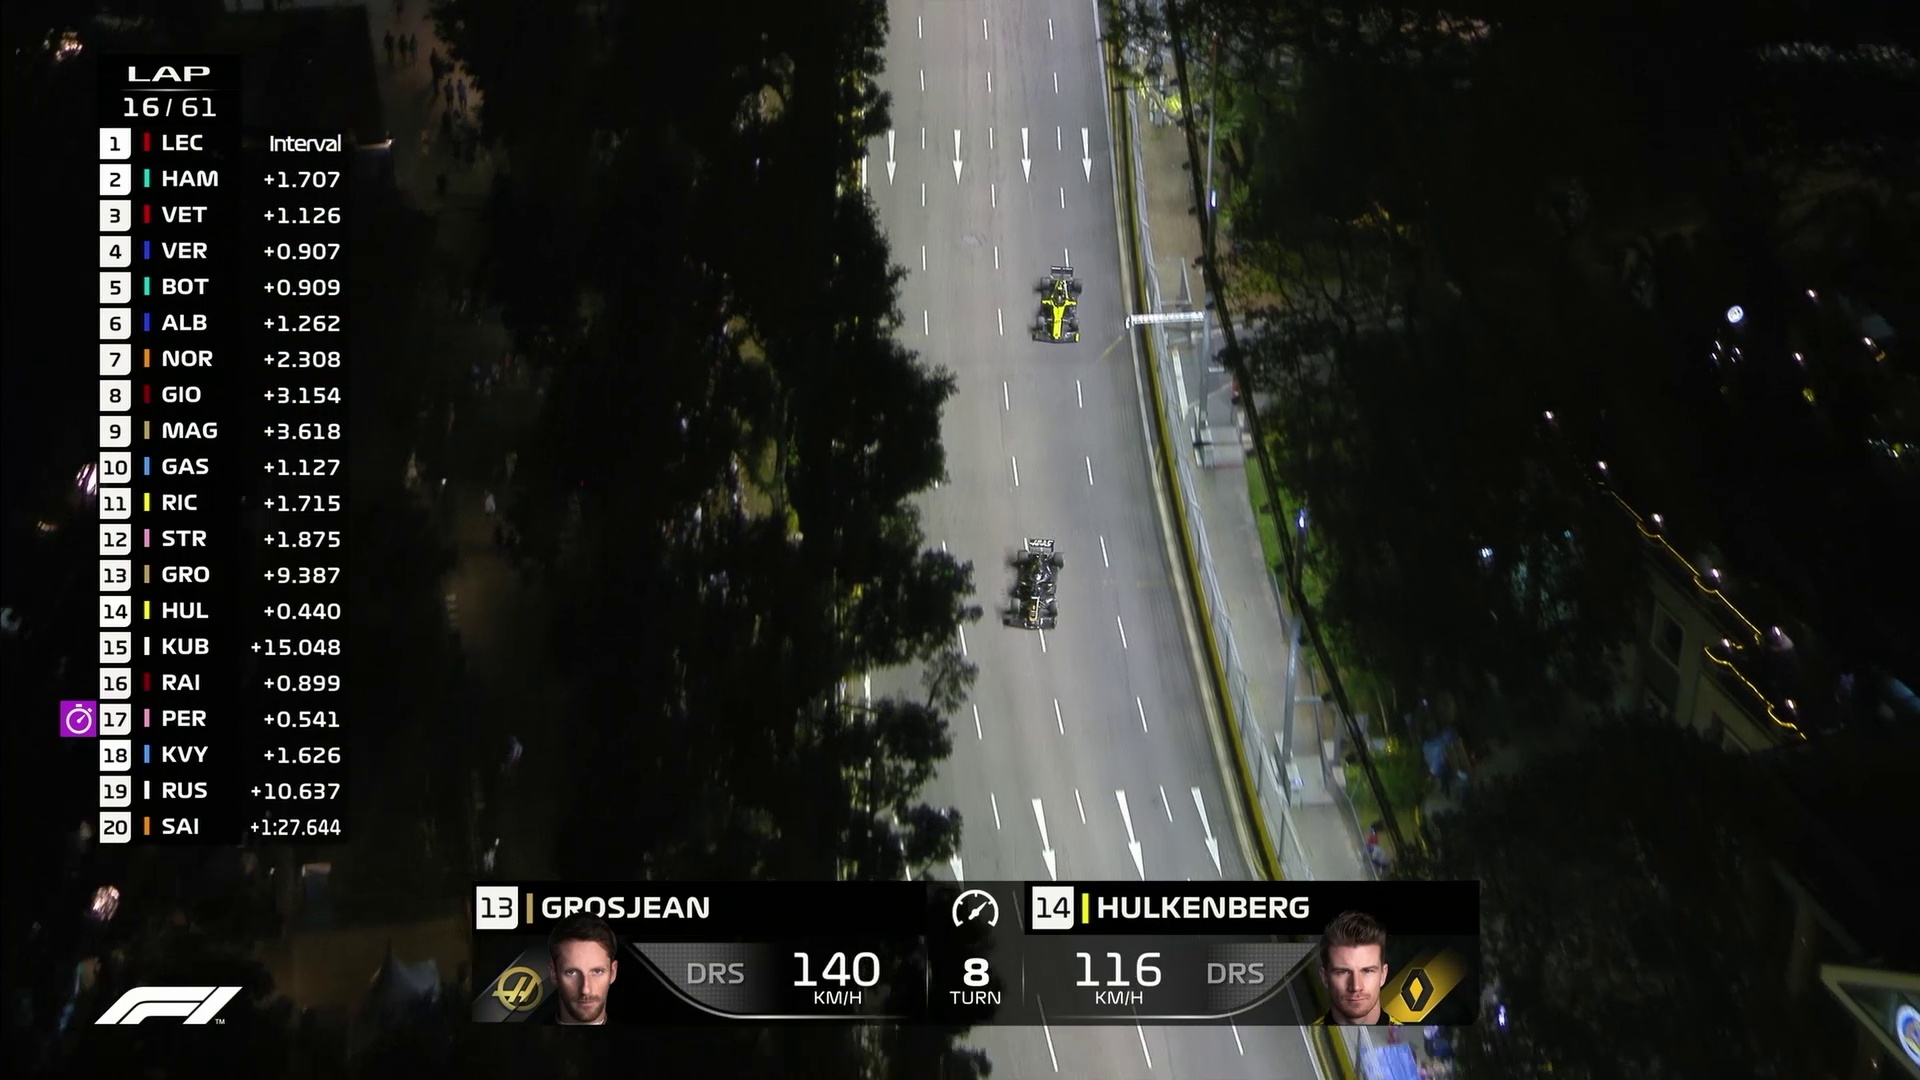 LAP
16/61
1 LEC Interval
2 HAM +1.707
3 VET +1.126
4 VER +0.907
5 BOT +0.909
6 ALB +1.262
7 NOR +2.308
8 GIO +3.154
9 MAG +3.618
10 GAS +1.127
11 RIC +1.715
12 STR +1.875
13 GRO +9.387
14 HUL +0.440
15 KUB +15.048
16 RAI +0.899
17 PER +0.541
18 KVY +1.626
19 RUS +10.637
20 SAI +1:27.644
HAAS
13 GROSJEAN 14 HULKENBERG
DRS 140 KM/H 8 TURN 116 KM/H DRS
F1 ™